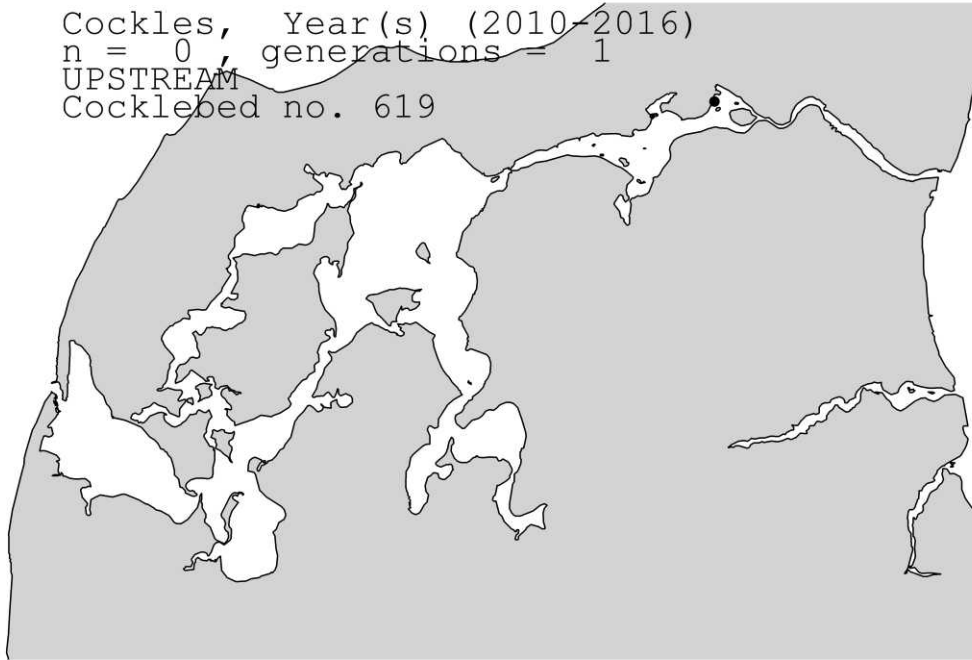 Cockles, Year(s) (2010-2016)
n = 0 , generations = 1
UPSTREAM
Cocklebed no. 619